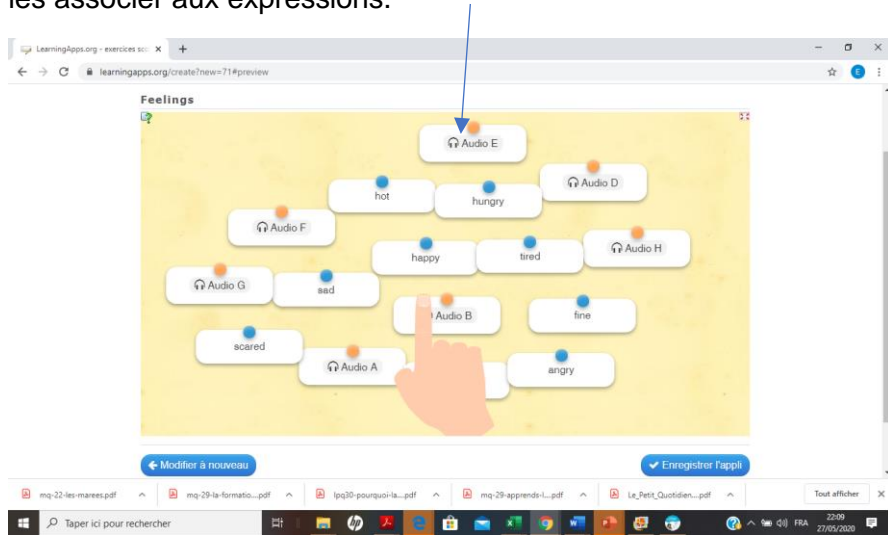 les associer aux expressions.
LearningApps.org - exercices sc
learningapps.org/create?new=71#preview
E
Feelings
Audio E
Audio D
hot
hungry
Audio F
Audio H
happy
tired
Audio G
sad
Audio B
fine
scared
Audio A
angry
Modifier à nouveau
Enregistrer l'appli
mq-22-les-marees.pdf
mq-29-la-formatio....pdf
lpq30-pourquoi-la....pdf
mq-29-apprends-l....pdf
Le_Petit_Quotidien....pdf
Tout afficher
Taper ici pour rechercher
FRA
22:09
27/05/2020